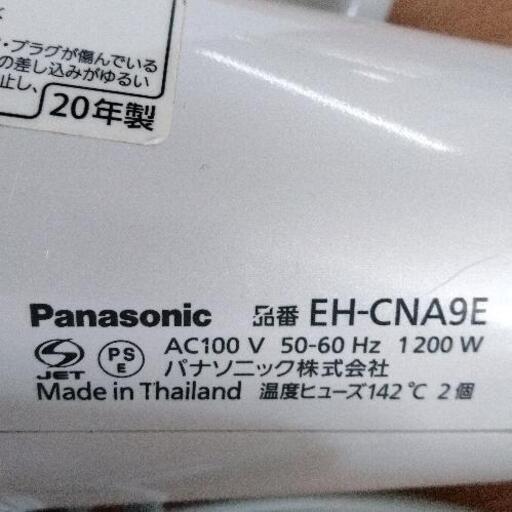 ・プラグが傷んでいる
の差し込みがゆるい
止し、
20年製
Panasonic 品番 EH-CNA9E
JET PS E AC100 V 50-60 Hz 1200 W
パナソニック株式会社
Made in Thailand 温度ヒューズ142℃ 2個